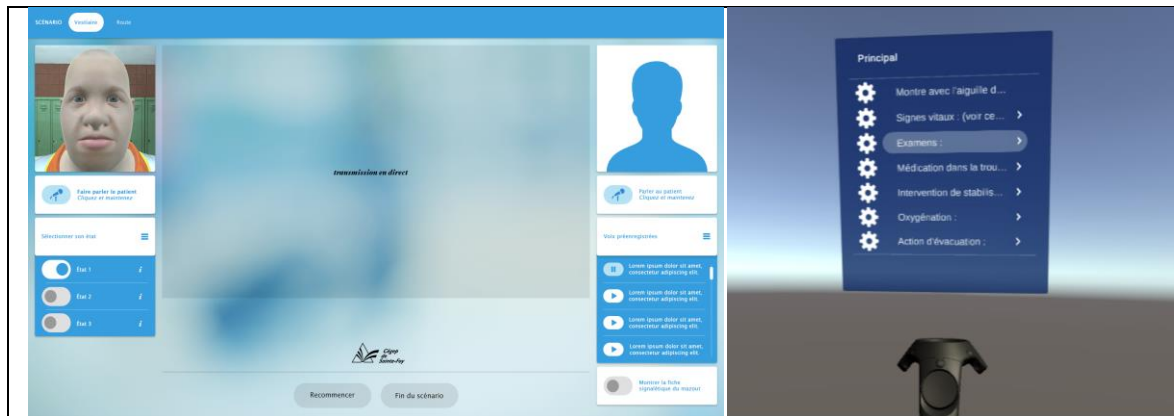 SCÉNARIO
Vestiaire
Route
Faire parler le patient
Cliquez et maintenez
Sélectionner son état
État 1
i
État 2
i
État 3
i
transmission en direct
Cégep
de
Sainte-Foy
Recommencer
Fin du scénario
Parler au patient
Cliquez et maintenez
Voix préenregistrées
Lorem ipsum dolor sit amet,
consectetur adipiscing elit.
Lorem ipsum dolor sit amet,
consectetur adipiscing elit.
Lorem ipsum dolor sit amet,
consectetur adipiscing elit.
Lorem ipsum dolor sit amet,
consectetur adipiscing elit.
Montrer la fiche
signalétique du mazout
Principal
Montre avec l'aiguille d...
Signes vitaux : (voir ce...
Examens :
Médication dans la trou...
Intervention de stabilis...
Oxygénation :
Action d'évacuation :